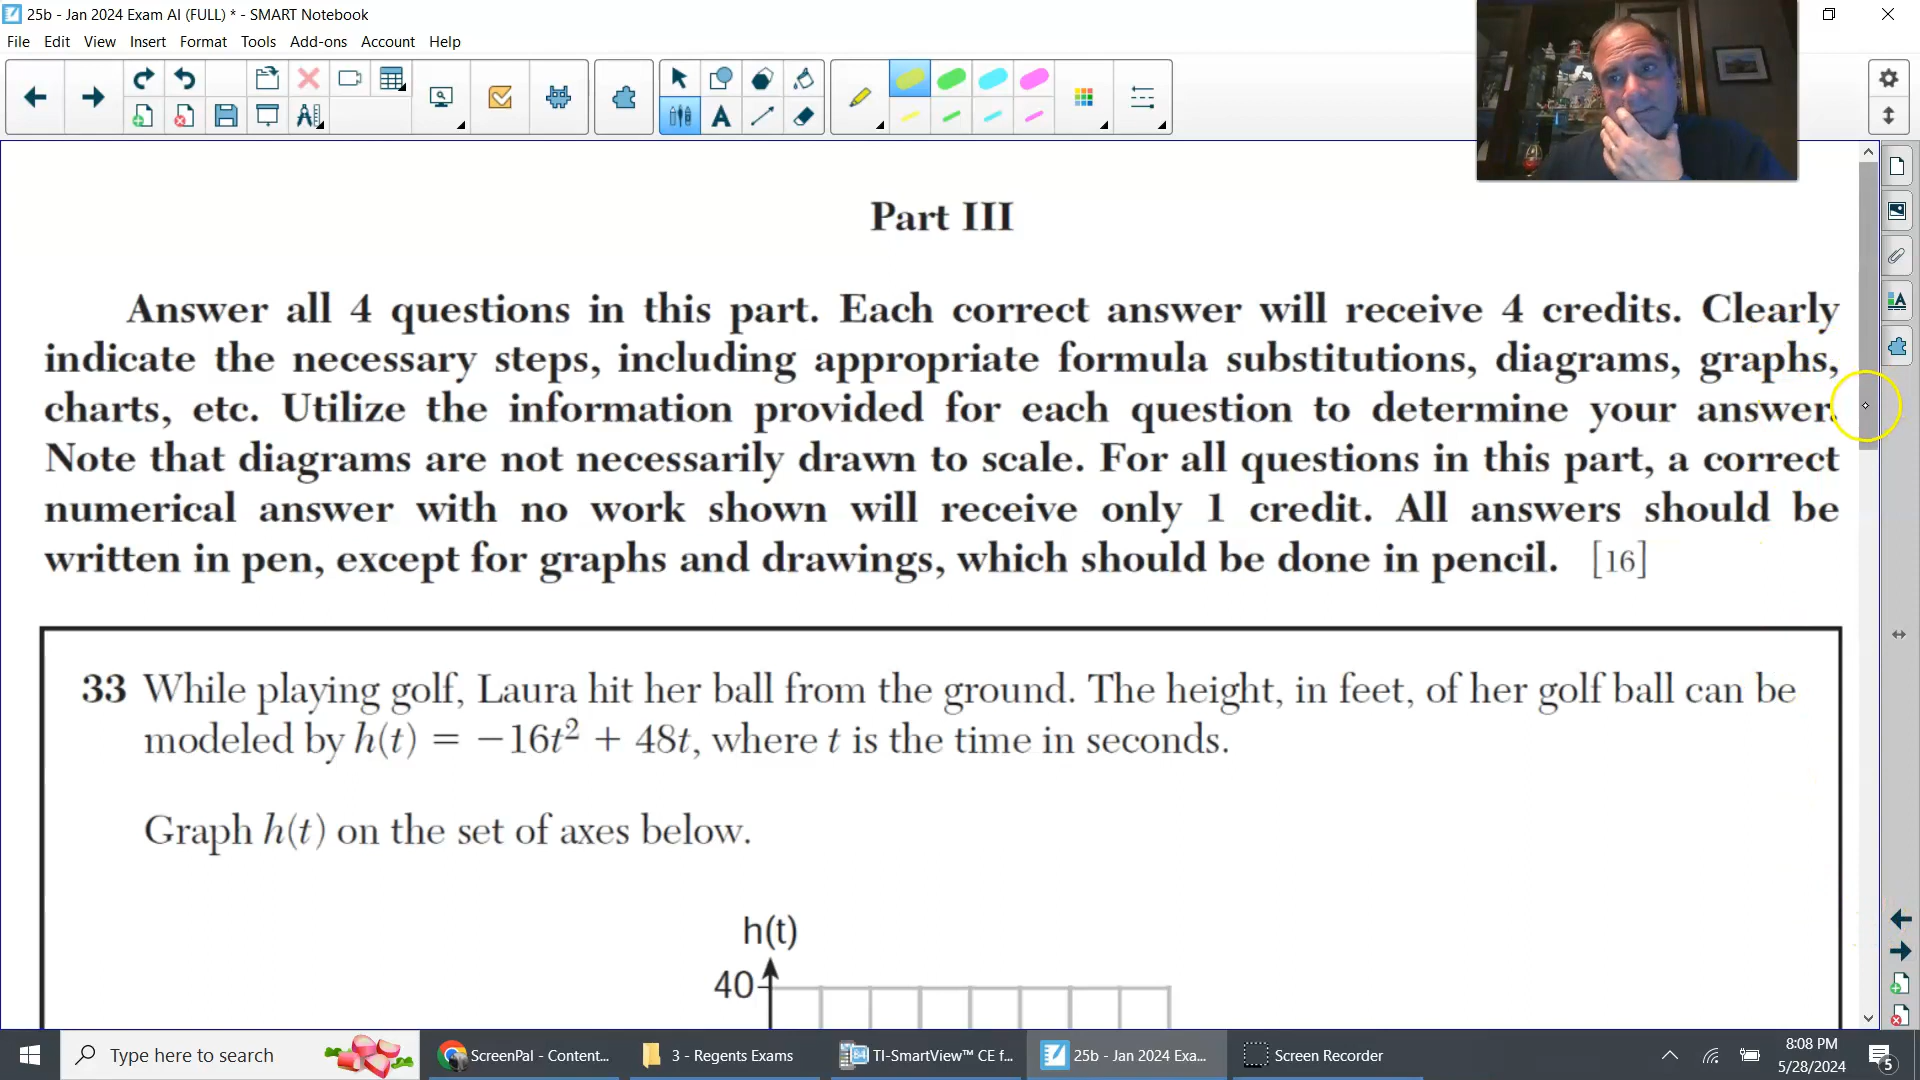 25b - Jan 2024 Exam AI (FULL) * - SMART Notebook
File Edit View Insert Format Tools Add-ons Account Help
Part III
Answer all 4 questions in this part. Each correct answer will receive 4 credits. Clearly
indicate the necessary steps, including appropriate formula substitutions, diagrams, graphs,
charts, etc. Utilize the information provided for each question to determine your answer.
Note that diagrams are not necessarily drawn to scale. For all questions in this part, a correct
numerical answer with no work shown will receive only 1 credit. All answers should be
written in pen, except for graphs and drawings, which should be done in pencil. [16]
33 While playing golf, Laura hit her ball from the ground. The height, in feet, of her golf ball can be
modeled by h(t) = −16t² + 48t, where t is the time in seconds.
Graph h(t) on the set of axes below.
h(t)
40
Type here to search
ScreenPal - Content...
3 - Regents Exams
84
TI-SmartView™ CE f...
25b - Jan 2024 Exa...
Screen Recorder
8:08 PM
5/28/2024
5